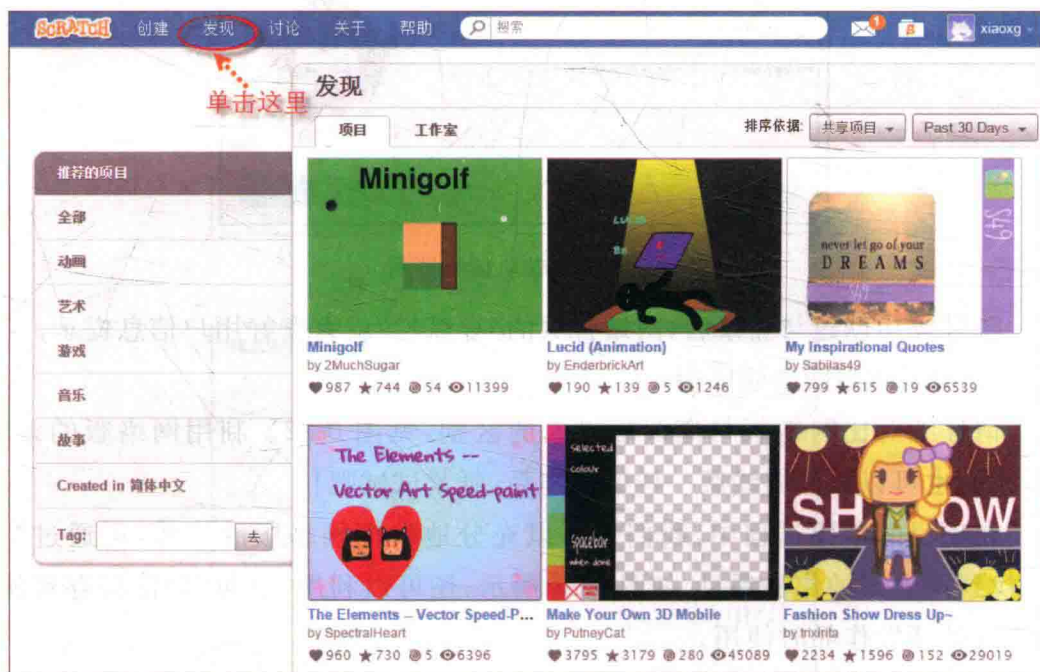 SCRATCH 创建 发现 讨论 关于 帮助 搜索 1 xiaoxg
单击这里
发现
项目 工作室 排序依据: 共享项目 Past 30 Days
推荐的项目
全部
动画
艺术
游戏
音乐
故事
Created in 简体中文
Tag: 去
Minigolf
Minigolf
by 2MuchSugar
987 744 54 11399
Lucid (Animation)
by EnderbrickArt
190 139 5 1246
never let go of your
DREAMS
My Inspirational Quotes
by Sabilas49
799 615 19 6539
The Elements --
Vector Art Speed-paint
The Elements – Vector Speed-P...
by SpectralHeart
960 730 5 6396
selected
colour
spacebar
when done
Make Your Own 3D Mobile
by PutneyCat
3795 3179 280 45089
SHOW
Fashion Show Dress Up~
by trixirita
2234 1596 152 29019